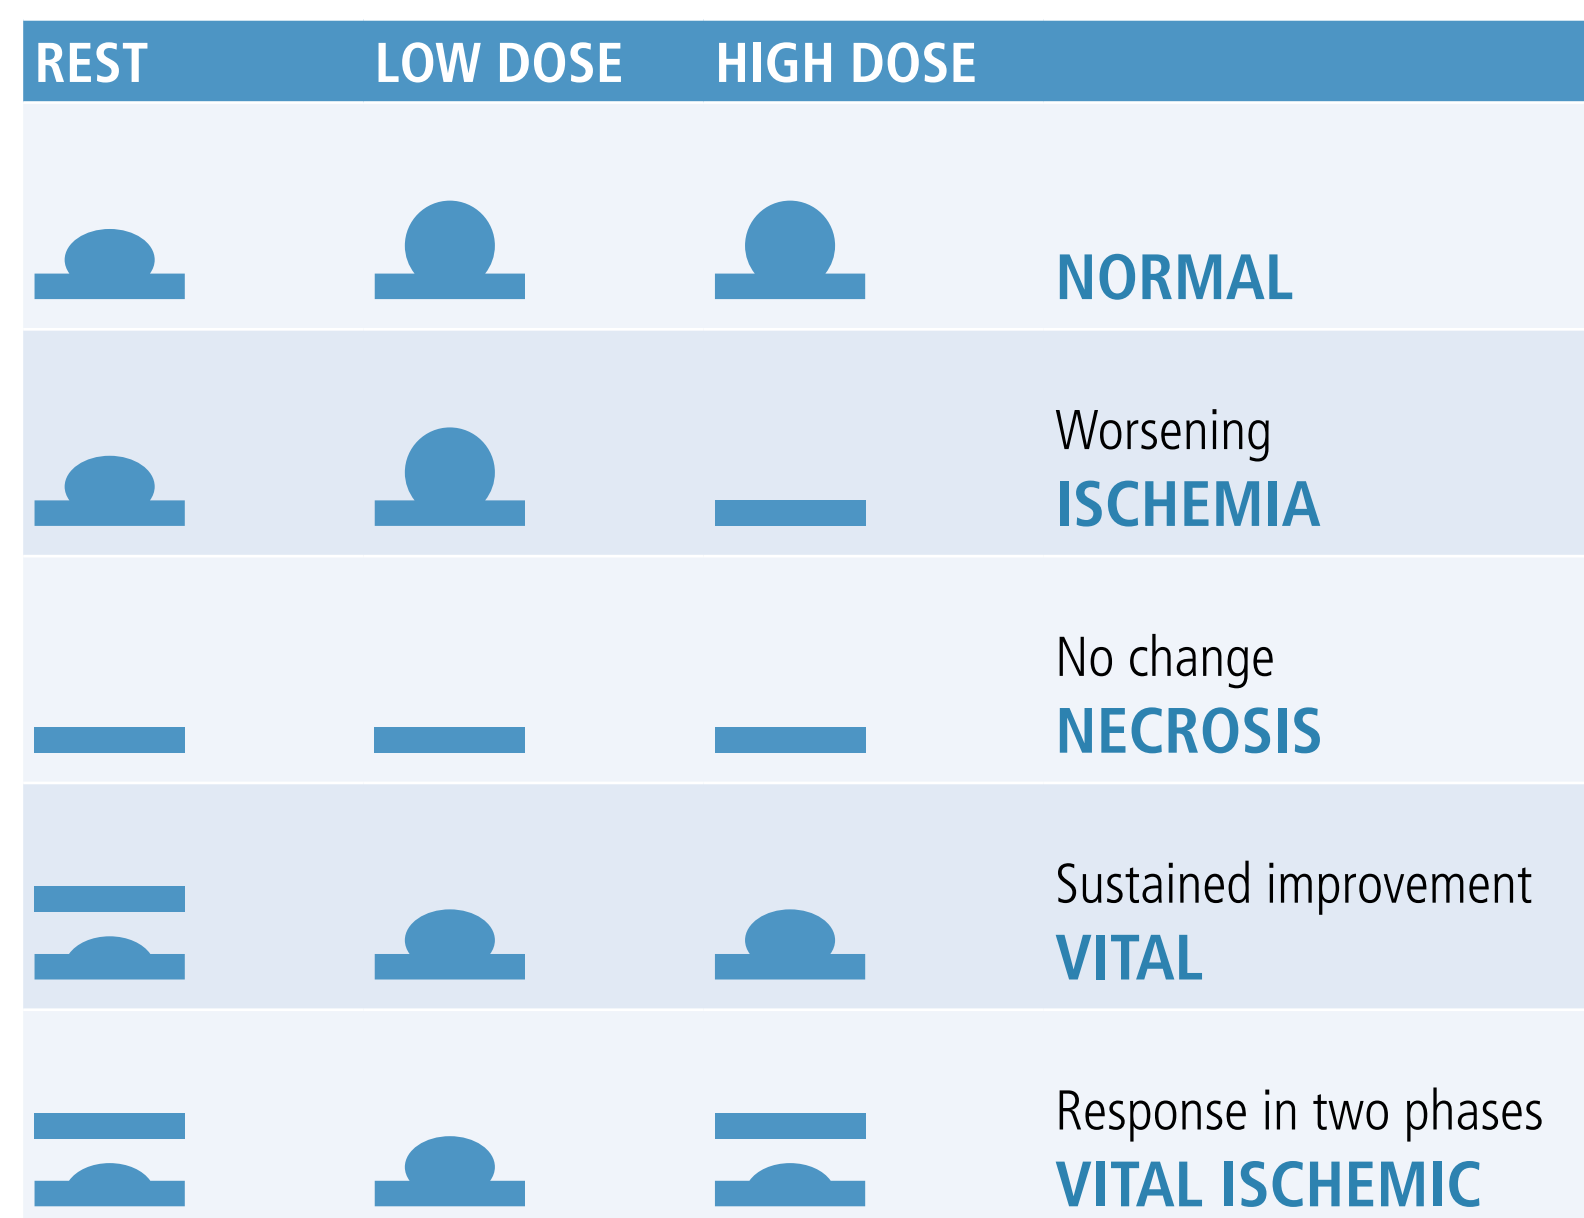 REST LOW DOSE HIGH DOSE
NORMAL
Worsening
ISCHEMIA
No change
NECROSIS
Sustained improvement
VITAL
Response in two phases
VITAL ISCHEMIC